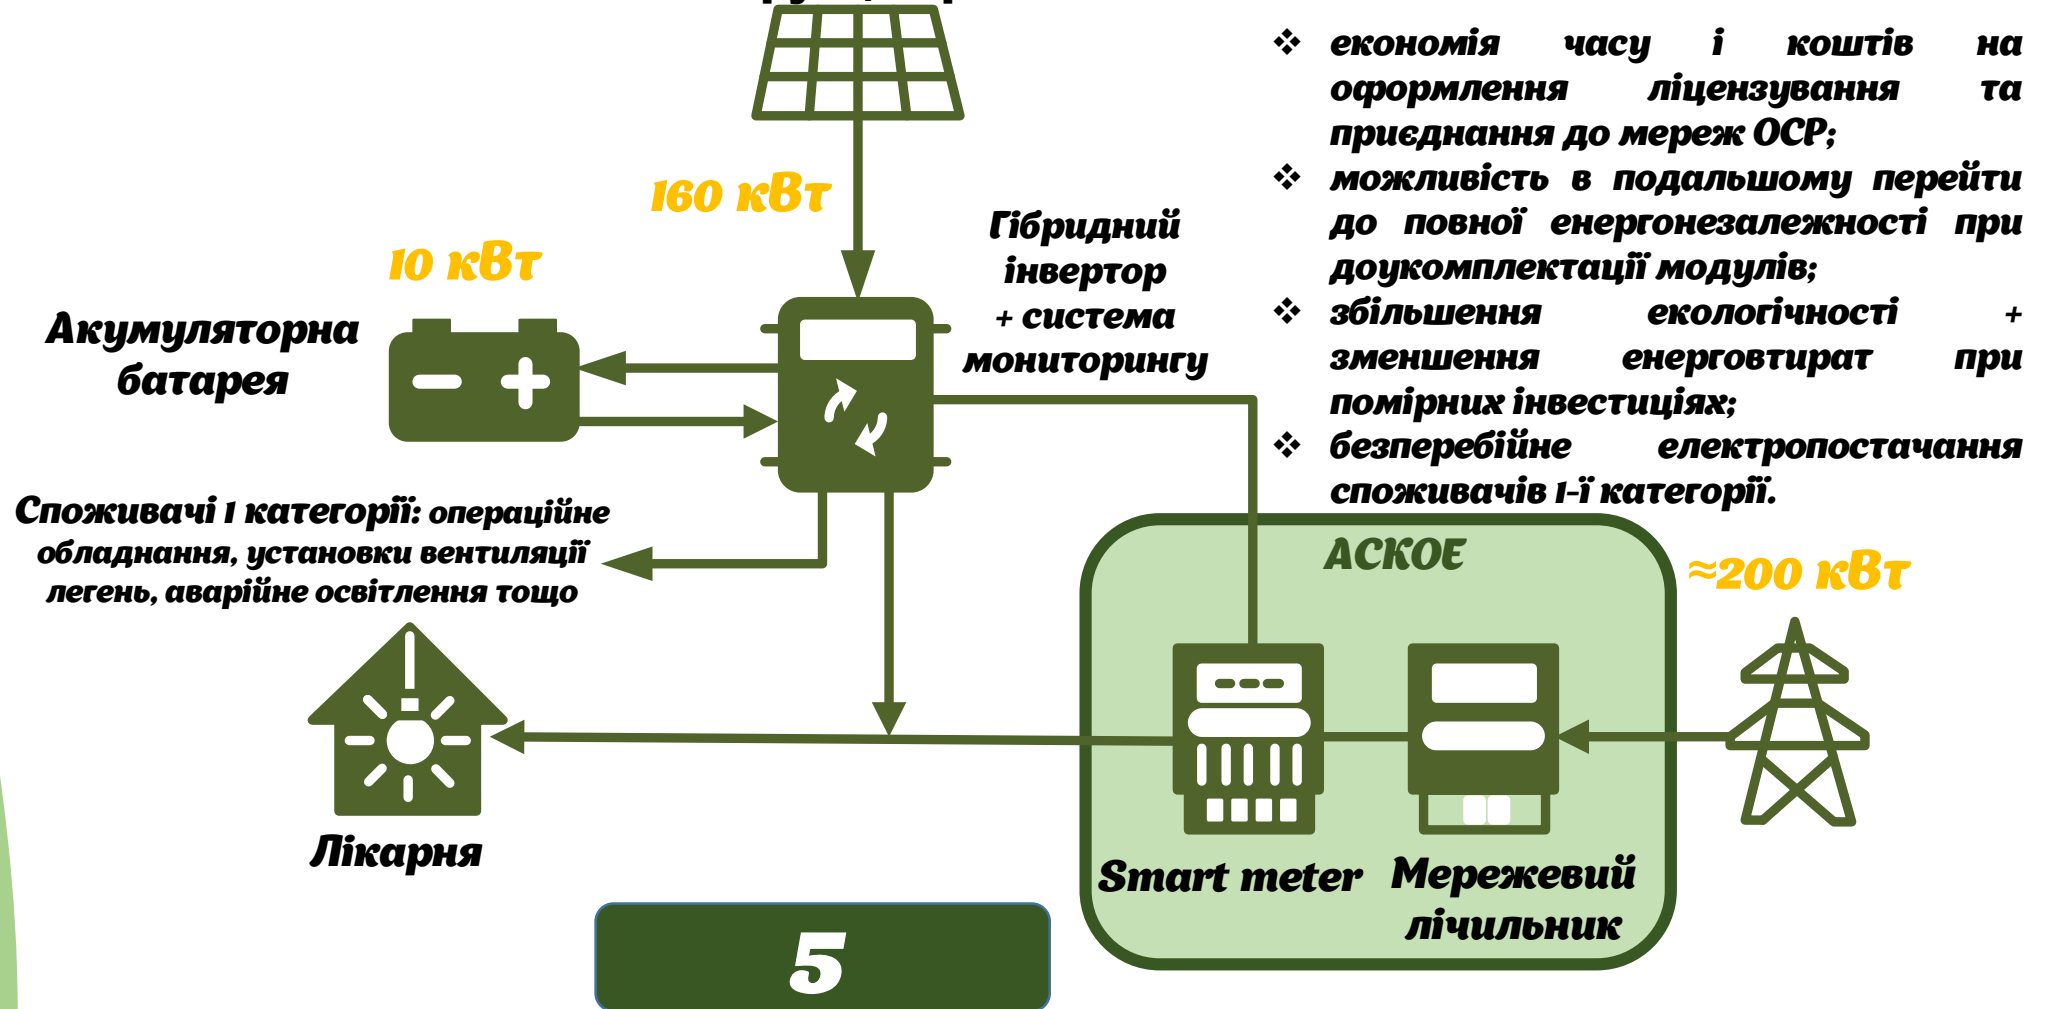 160 кВт
10 кВт
Акумуляторна
батарея
Гібридний
інвертор
+ система
мониторингу
❖ економія часу і коштів на
оформлення ліцензування та
приєднання до мереж ОСР;
❖ можливість в подальшому перейти
до повної енергонезалежності при
доукомплектації модулів;
❖ збільшення екологічності +
зменшення енерговтират при
помірних інвестиціях;
❖ безперебійне електропостачання
споживачів 1-ї категорії.
Споживачі 1 категорії: операційне
обладнання, установки вентиляції
легень, аварійне освітлення тощо
АСКОЕ
≈200 кВт
Лікарня
Smart meter
Мережевий
лічильник
5